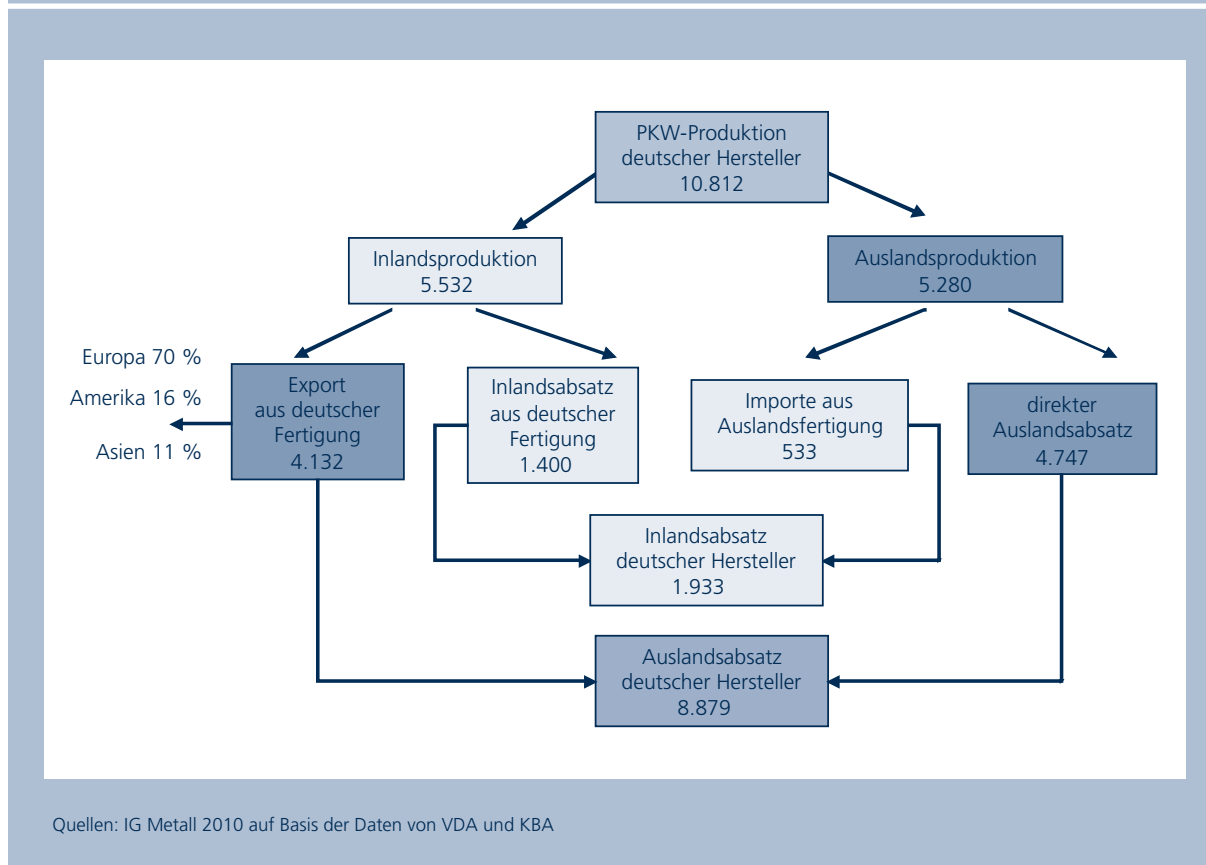 PKW-Produktion
deutscher Hersteller
10.812
Inlandsproduktion
5.532
Auslandsproduktion
5.280
Europa 70 %
Amerika 16 %
Asien 11 %
Export
aus deutscher
Fertigung
4.132
Inlandsabsatz
aus deutscher
Fertigung
1.400
Importe aus
Auslandsfertigung
533
direkter
Auslandsabsatz
4.747
Inlandsabsatz
deutscher Hersteller
1.933
Auslandsabsatz
deutscher Hersteller
8.879
Quellen: IG Metall 2010 auf Basis der Daten von VDA und KBA